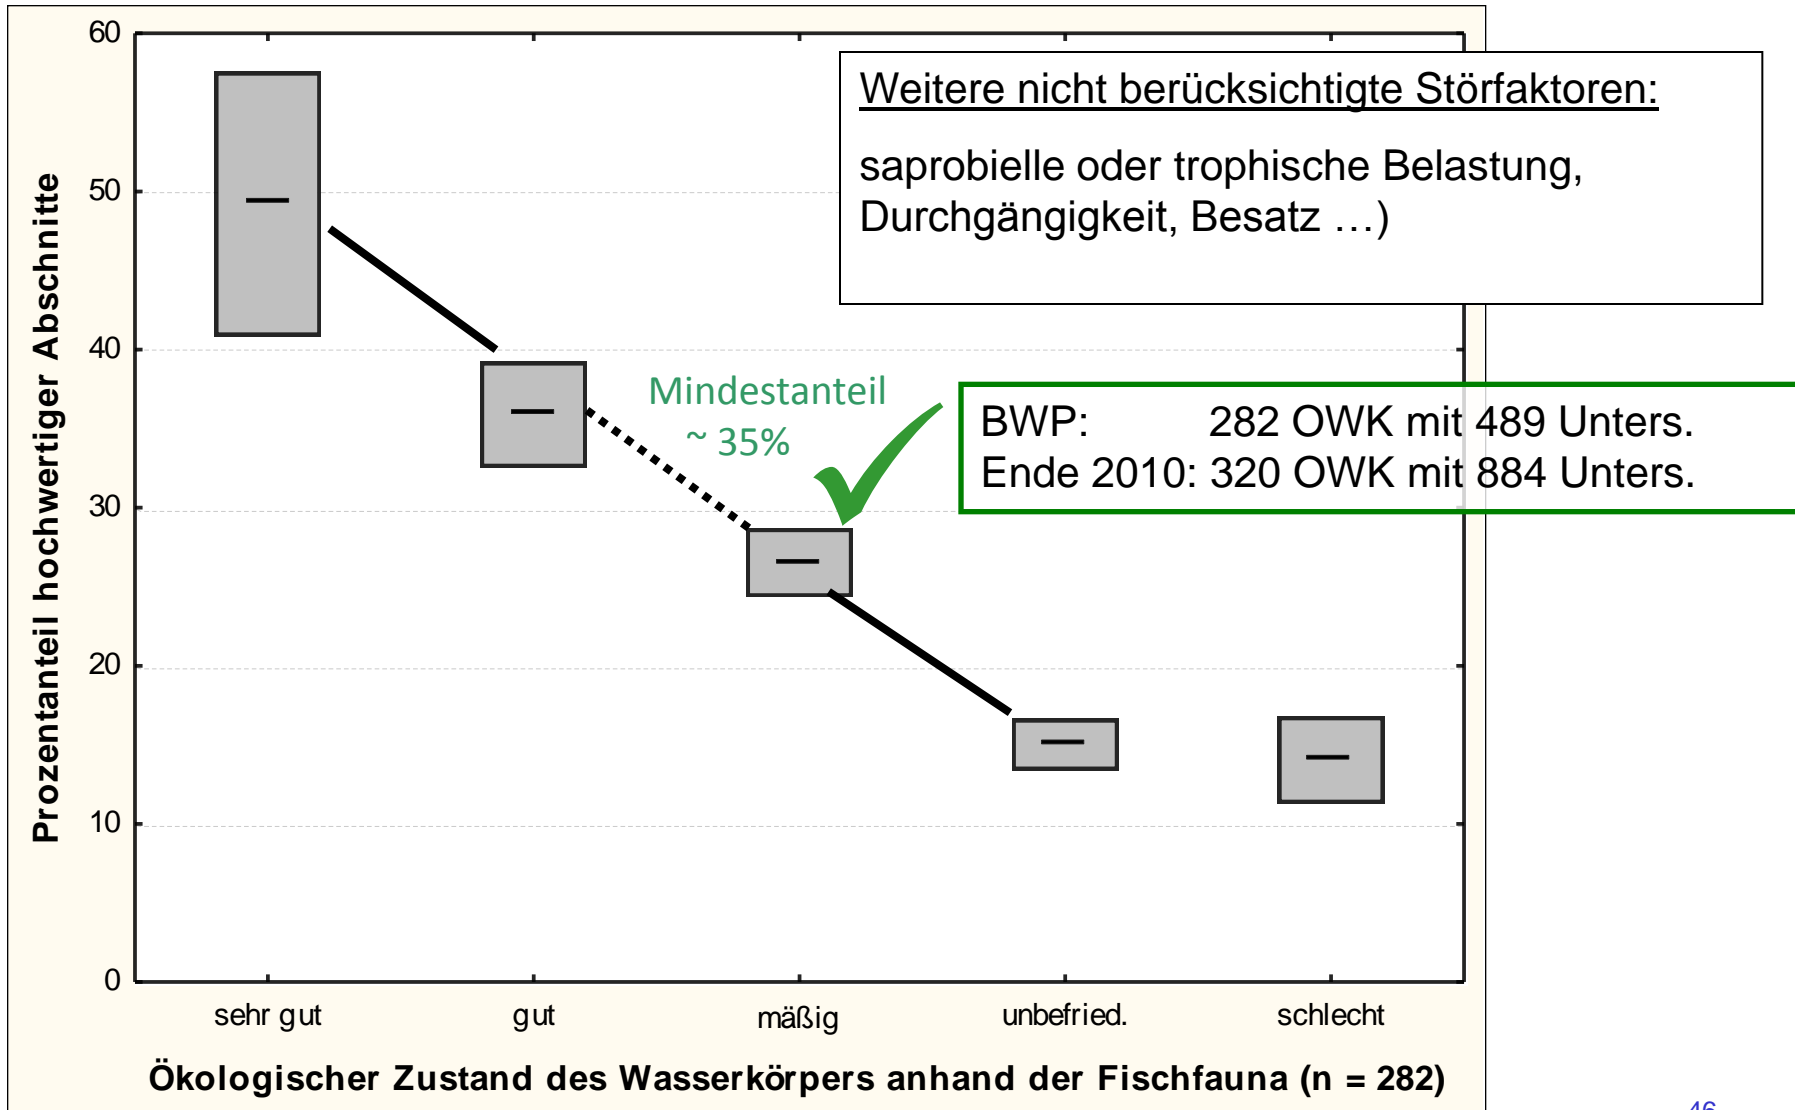 60
50
40
30
20
10
0
Prozentanteil hochwertiger Abschnitte
Weitere nicht berücksichtigte Störfaktoren:
saprobielle oder trophische Belastung,
Durchgängigkeit, Besatz …)
Mindestanteil
~ 35%
BWP: 282 OWK mit 489 Unters.
Ende 2010: 320 OWK mit 884 Unters.
sehr gut gut mäßig unbefried. schlecht
Ökologischer Zustand des Wasserkörpers anhand der Fischfauna (n = 282)
46